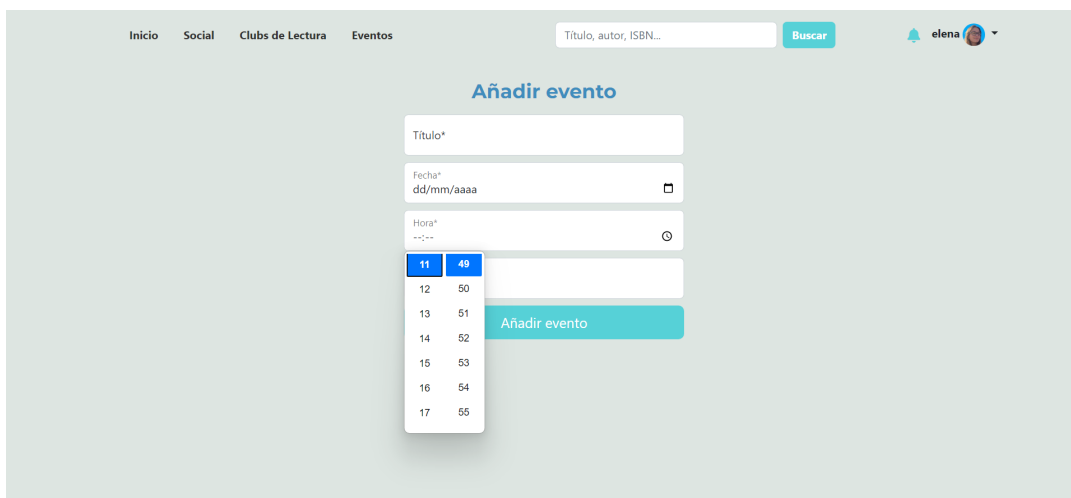 Inicio Social Clubs de Lectura Eventos Título, autor, ISBN... Buscar elena
Añadir evento
Título*
Fecha*
dd/mm/aaaa
Hora*
--:--
11 49
12 50
13 51
Añadir evento
14 52
15 53
16 54
17 55